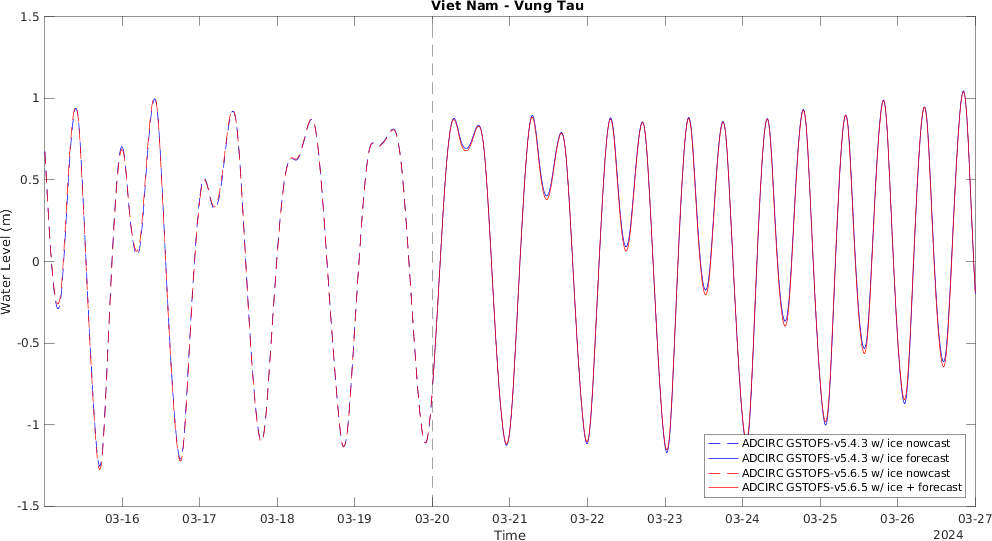 Viet Nam - Vung Tau
1.5
1
0.5
0
-0.5
-1
-1.5
Water Level (m)
ADCIRC GSTOFS-v5.4.3 w/ ice nowcast
ADCIRC GSTOFS-v5.4.3 w/ ice forecast
ADCIRC GSTOFS-v5.6.5 w/ ice nowcast
ADCIRC GSTOFS-v5.6.5 w/ ice + forecast
03-16 03-17 03-18 03-19 03-20 03-21 03-22 03-23 03-24 03-25 03-26 03-27
Time
2024